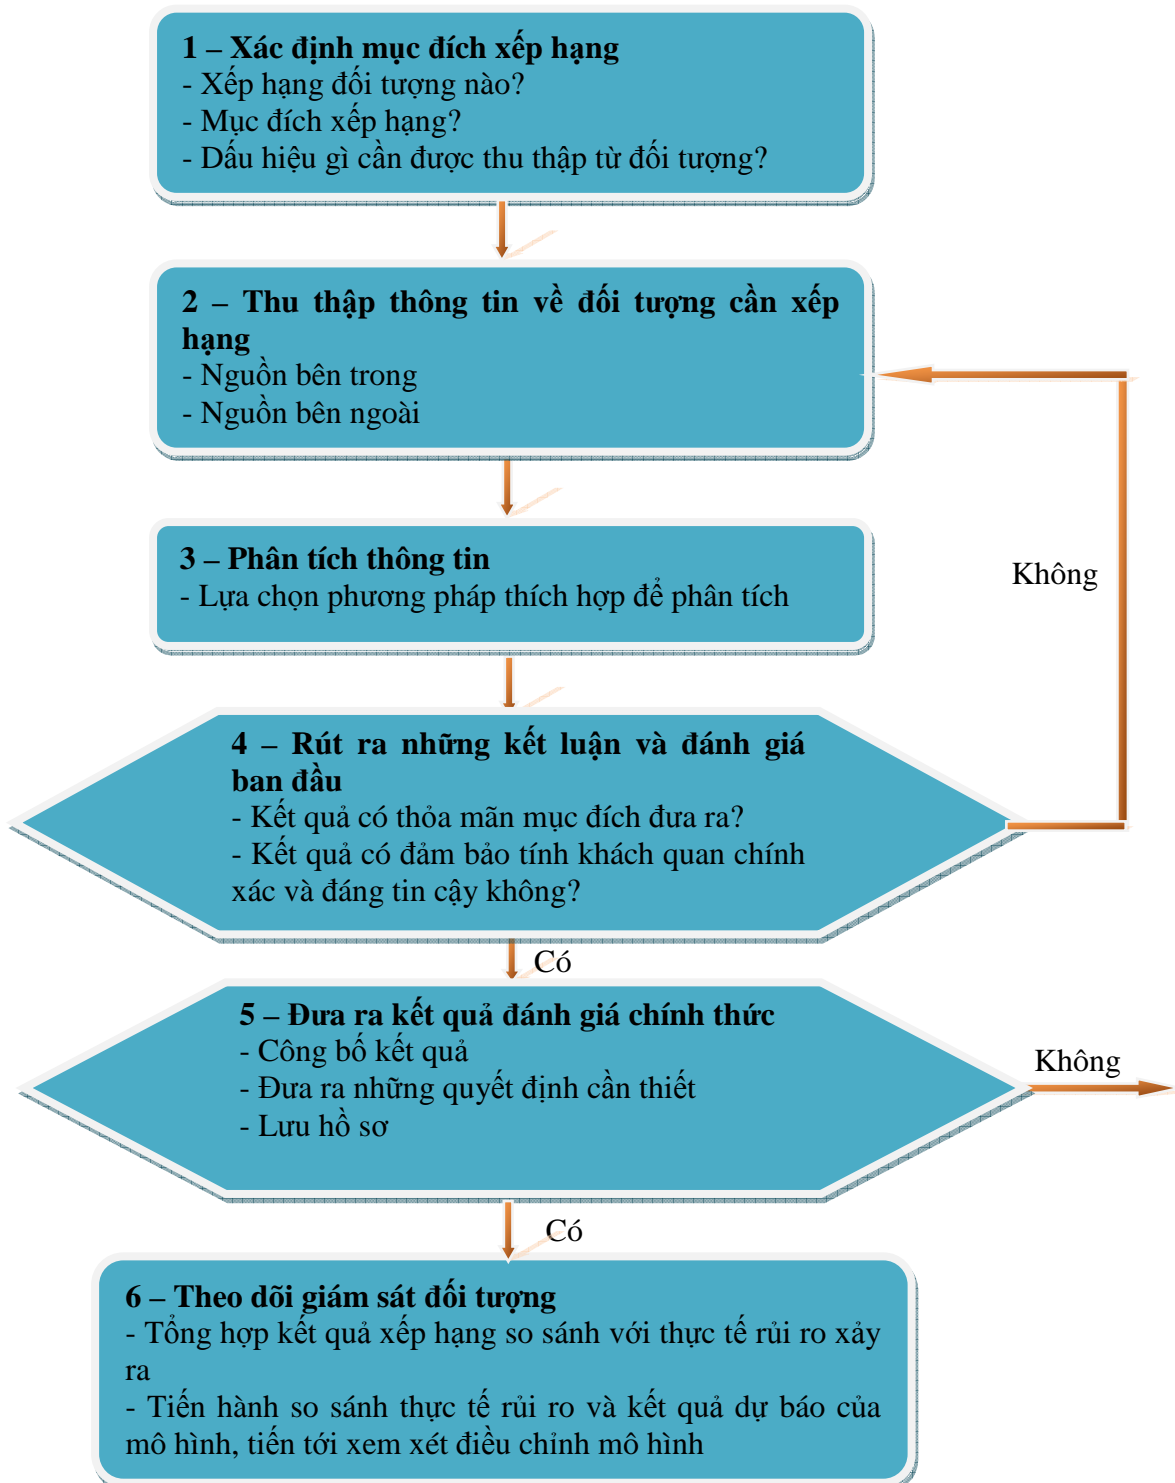 1 – Xác định mục đích xếp hạng
- Xếp hạng đối tượng nào?
- Mục đích xếp hạng?
- Dấu hiệu gì cần được thu thập từ đối tượng?
2 – Thu thập thông tin về đối tượng cần xếp
hạng
- Nguồn bên trong
- Nguồn bên ngoài
3 – Phân tích thông tin
- Lựa chọn phương pháp thích hợp để phân tích
Không
4 – Rút ra những kết luận và đánh giá
ban đầu
- Kết quả có thỏa mãn mục đích đưa ra?
- Kết quả có đảm bảo tính khách quan chính
xác và đáng tin cậy không?
Có
5 – Đưa ra kết quả đánh giá chính thức
- Công bố kết quả
- Đưa ra những quyết định cần thiết
- Lưu hồ sơ
Không
Có
6 – Theo dõi giám sát đối tượng
- Tổng hợp kết quả xếp hạng so sánh với thực tế rủi ro xảy
ra
- Tiến hành so sánh thực tế rủi ro và kết quả dự báo của
mô hình, tiến tới xem xét điều chỉnh mô hình